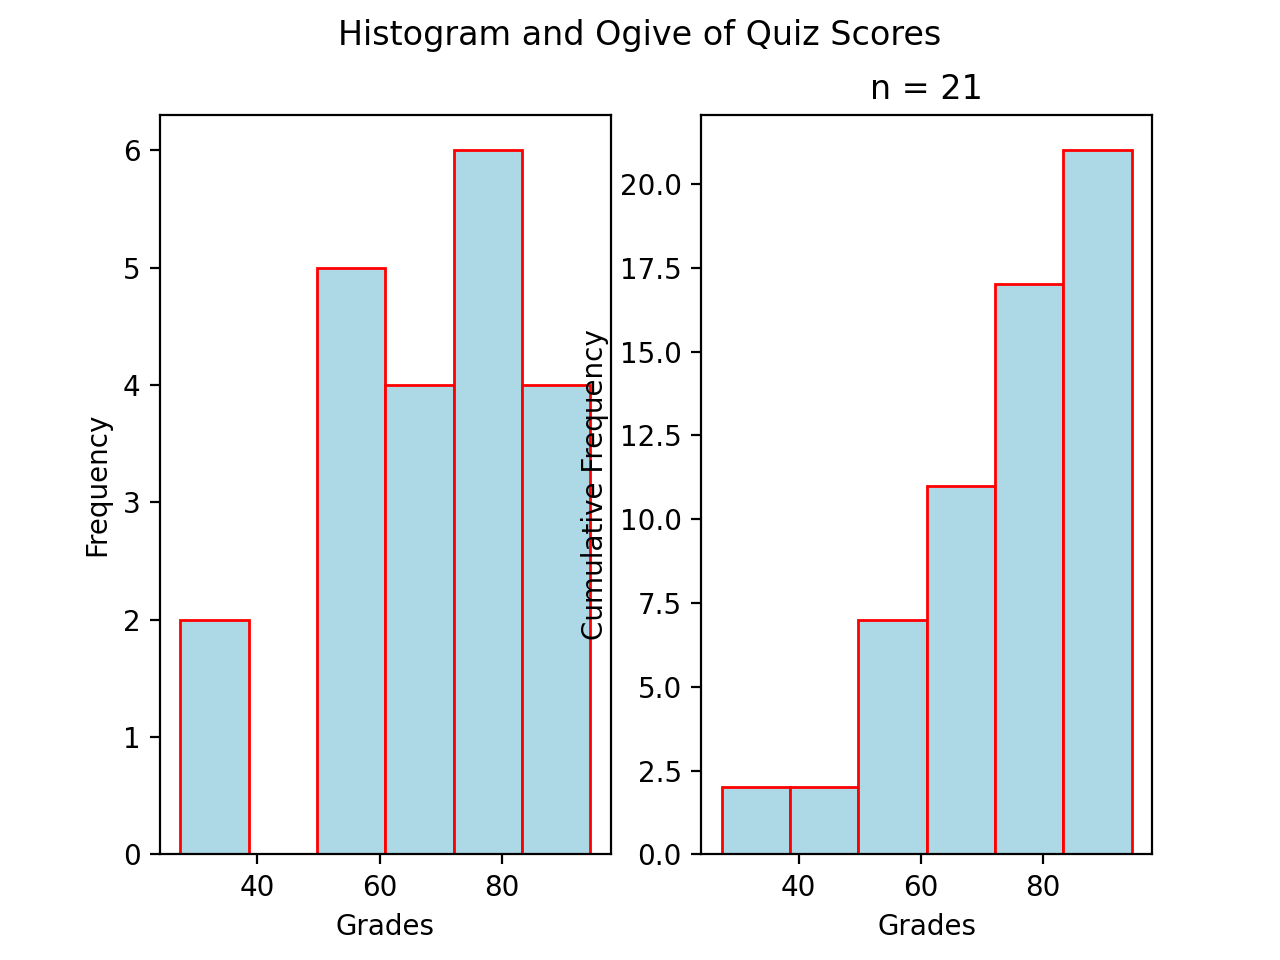 Histogram and Ogive of Quiz Scores
n = 21
6
5
4
3
2
1
0
Frequency
40 60 80
Grades
20.0
17.5
15.0
12.5
10.0
7.5
5.0
2.5
0.0
Cumulative Frequency
40 60 80
Grades